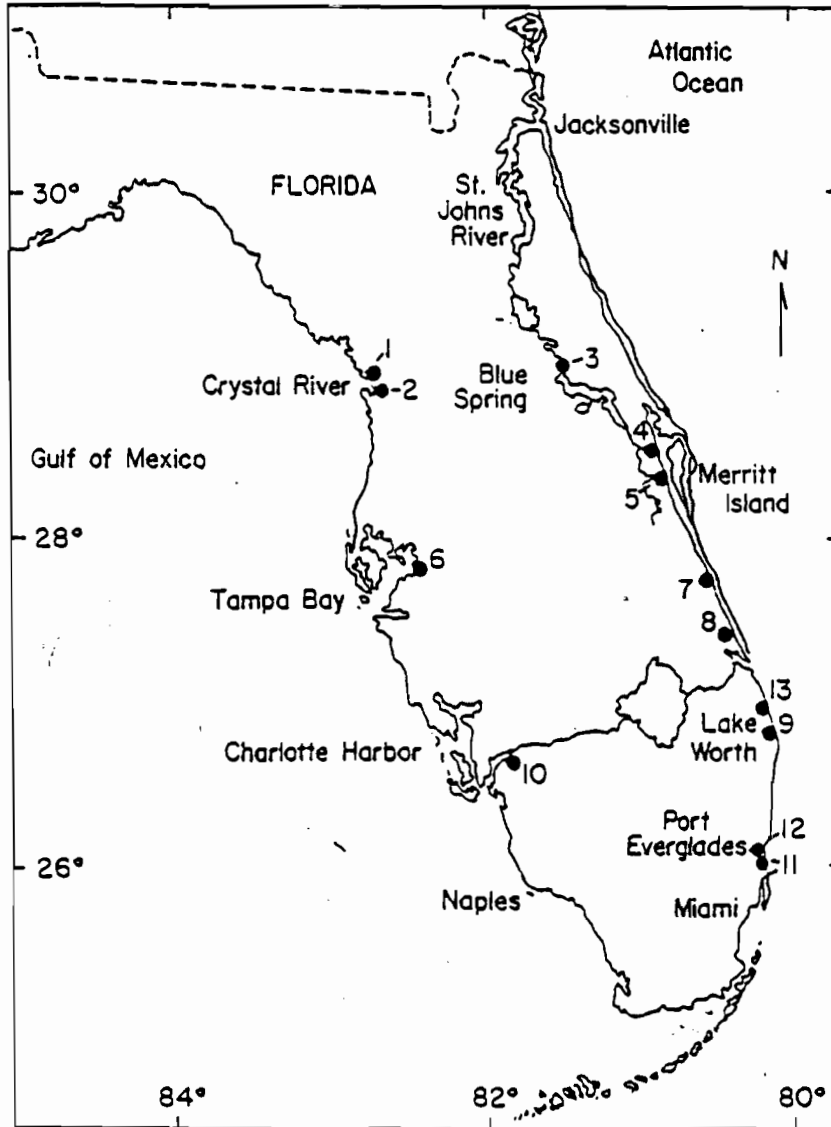 Atlantic
Ocean
Jacksonville
30°
FLORIDA
St.
Johns
River
N
1
Crystal River
2
3
Blue
Spring
4
Gulf of Mexico
5
Merritt
Island
28°
6
7
Tampa Bay
8
13
Lake
Worth
9
Charlotte Harbor
10
Port
Everglades
12
26°
11
Naples
Miami
84°
82°
80°